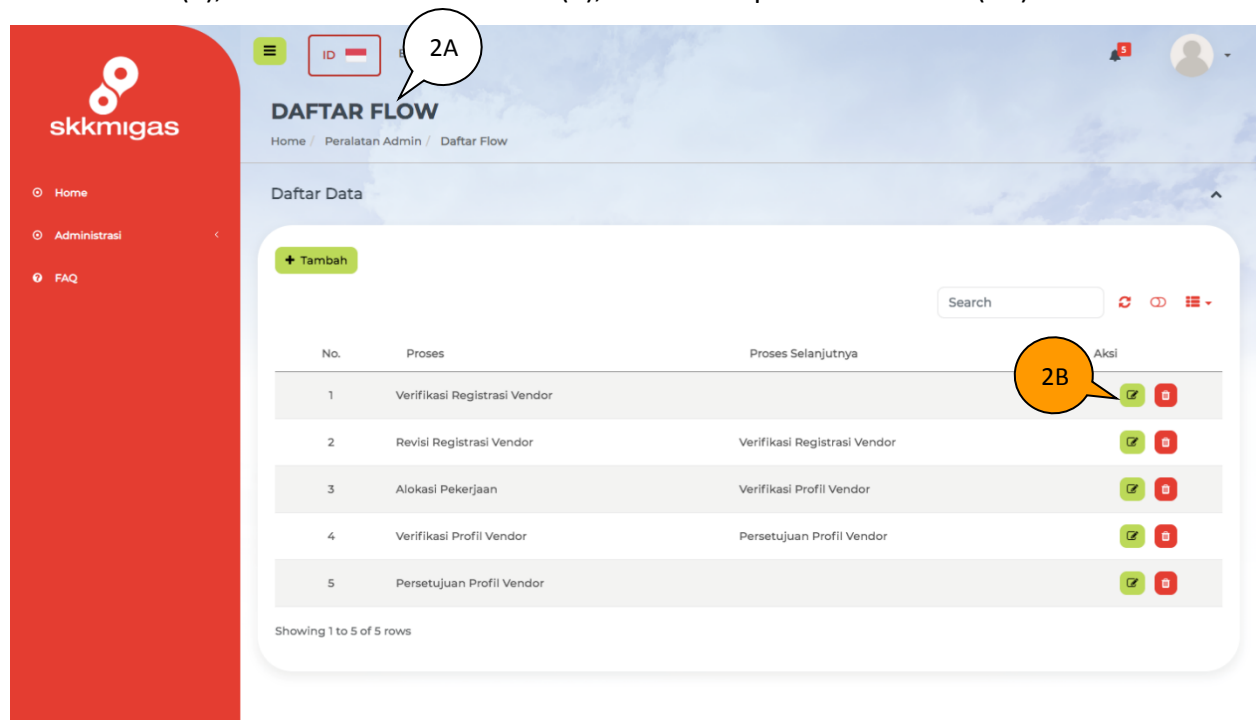 skkmigas
ID
2A
5
DAFTAR FLOW
Home / Peralatan Admin / Daftar Flow
Home
Administrasi
FAQ
Daftar Data
+ Tambah
Search
No. Proses Proses Selanjutnya Aksi
2B
1 Verifikasi Registrasi Vendor
2 Revisi Registrasi Vendor Verifikasi Registrasi Vendor
3 Alokasi Pekerjaan Verifikasi Profil Vendor
4 Verifikasi Profil Vendor Persetujuan Profil Vendor
5 Persetujuan Profil Vendor
Showing 1 to 5 of 5 rows